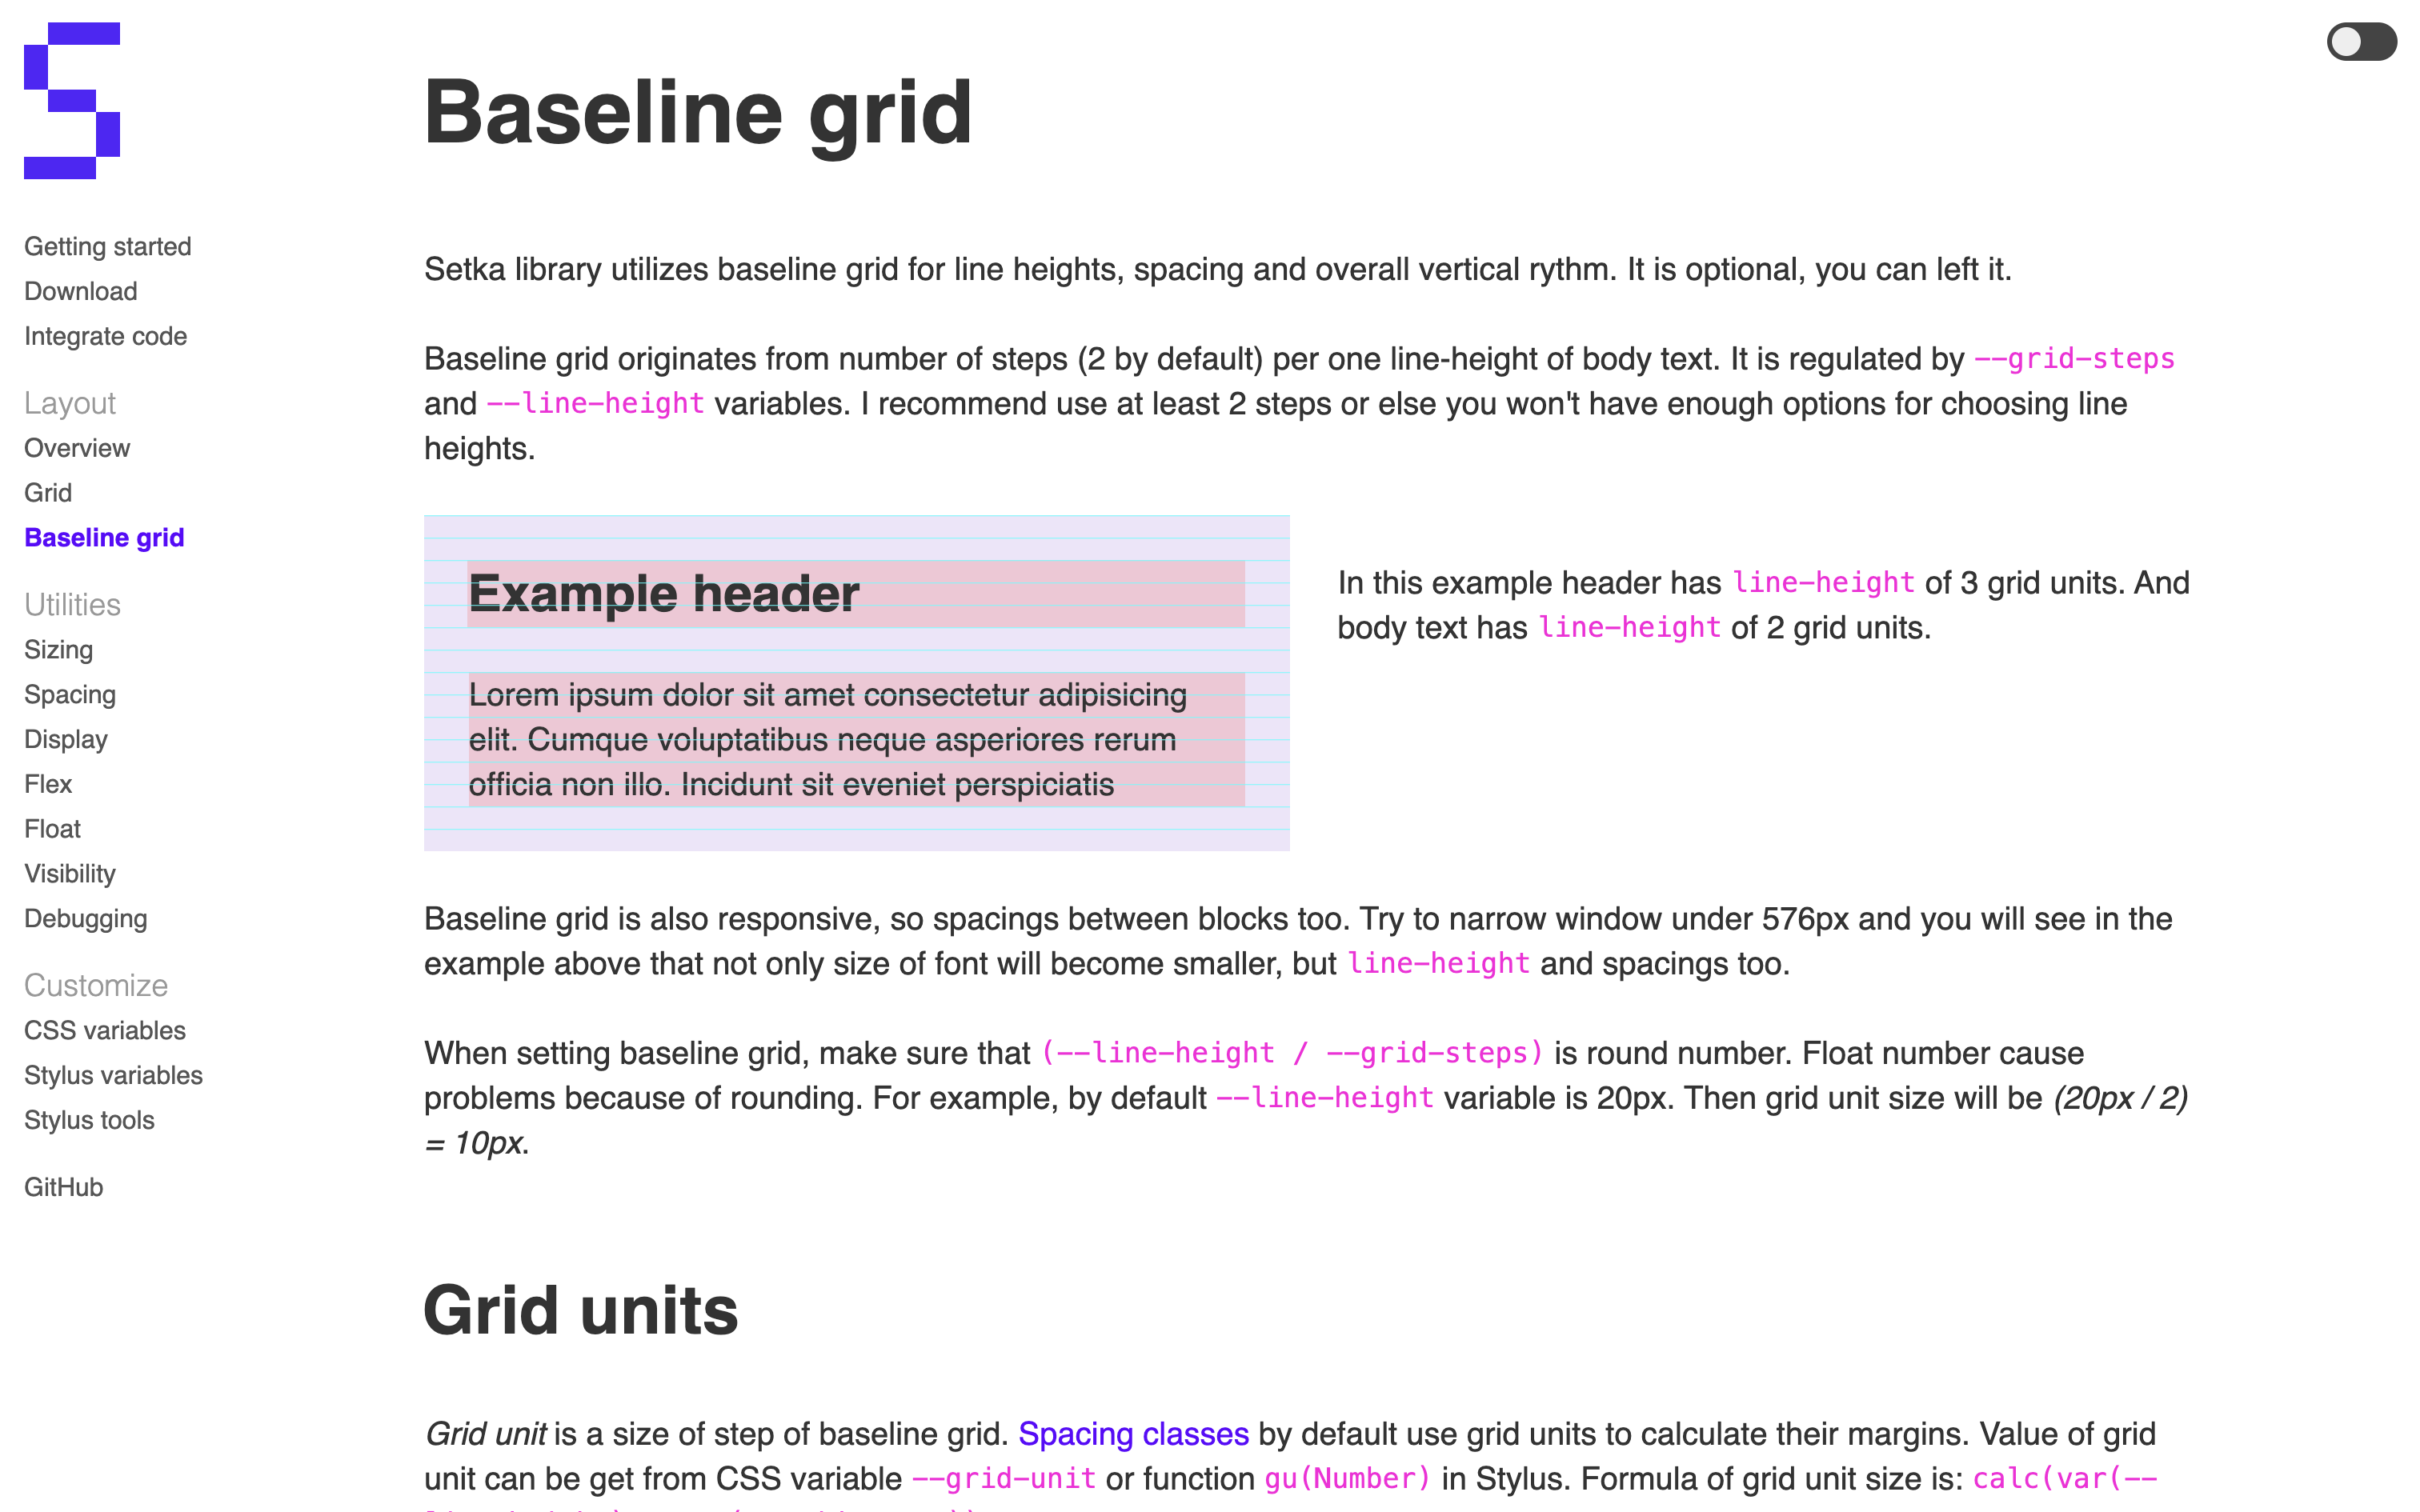 Getting started
Download
Integrate code
Layout
Overview
Grid
Baseline grid
Utilities
Sizing
Spacing
Display
Flex
Float
Visibility
Debugging
Customize
CSS variables
Stylus variables
Stylus tools
GitHub
Baseline grid
Setka library utilizes baseline grid for line heights, spacing and overall vertical rythm. It is optional, you can left it.
Baseline grid originates from number of steps (2 by default) per one line-height of body text. It is regulated by --grid-steps
and --line-height variables. I recommend use at least 2 steps or else you won't have enough options for choosing line
heights.
Example header
Lorem ipsum dolor sit amet consectetur adipisicing
elit. Cumque voluptatibus neque asperiores rerum
officia non illo. Incidunt sit eveniet perspiciatis
In this example header has line-height of 3 grid units. And
body text has line-height of 2 grid units.
Baseline grid is also responsive, so spacings between blocks too. Try to narrow window under 576px and you will see in the
example above that not only size of font will become smaller, but line-height and spacings too.
When setting baseline grid, make sure that (--line-height / --grid-steps) is round number. Float number cause
problems because of rounding. For example, by default --line-height variable is 20px. Then grid unit size will be (20px / 2)
= 10px.
Grid units
Grid unit is a size of step of baseline grid. Spacing classes by default use grid units to calculate their margins. Value of grid
unit can be get from CSS variable --grid-unit or function gu(Number) in Stylus. Formula of grid unit size is: calc(var(--